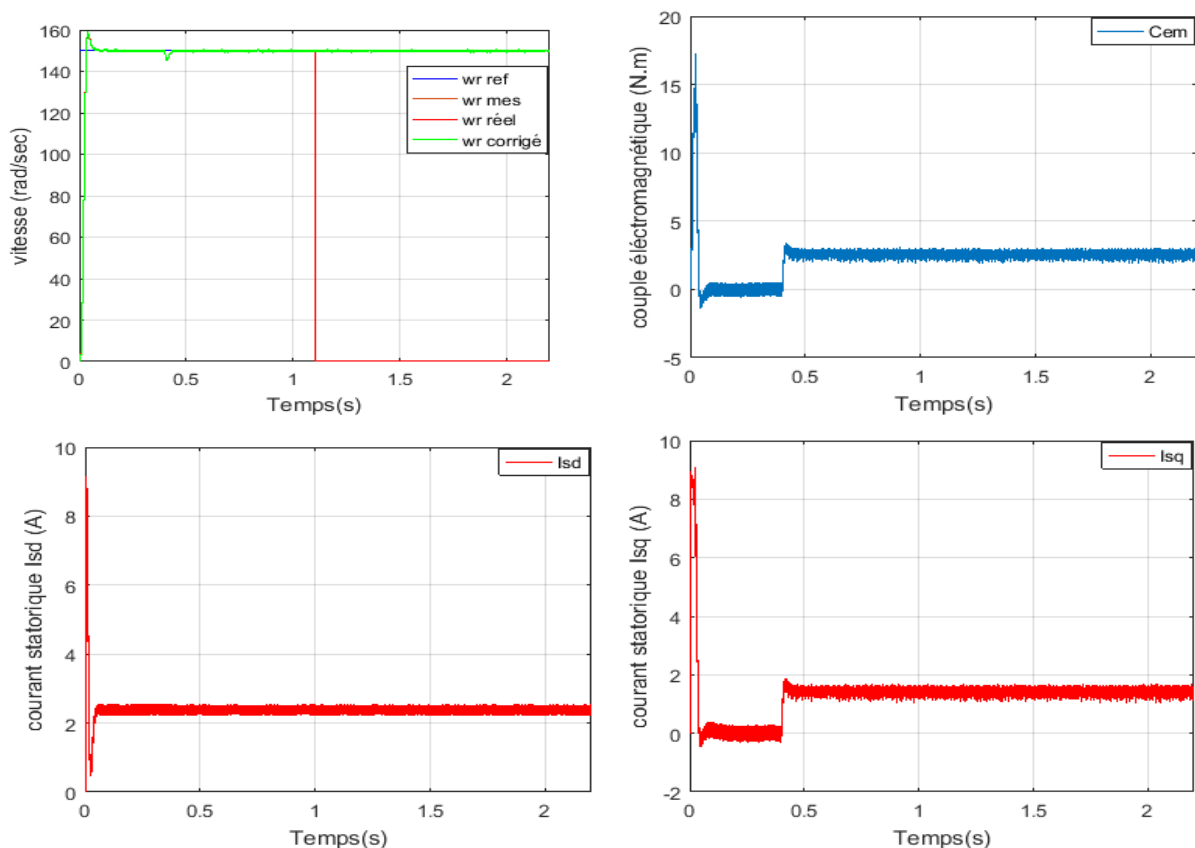 vitesse (rad/sec)
160
140
120
100
80
60
40
20
0
wr ref
wr mes
wr réel
wr corrigé
0 0.5 1 1.5 2
Temps(s)
couple éléctromagnétique (N.m)
20
15
10
5
0
-5
Cem
0 0.5 1 1.5 2
Temps(s)
courant statorique Isd (A)
10
8
6
4
2
0
Isd
0 0.5 1 1.5 2
Temps(s)
courant statorique Isq (A)
10
8
6
4
2
0
-2
Isq
0 0.5 1 1.5 2
Temps(s)